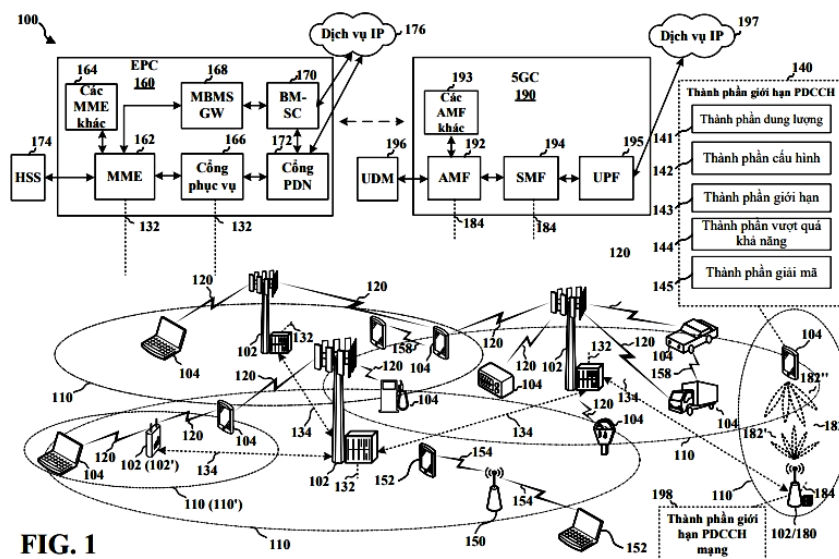 100
Dịch vụ IP
176
Dịch vụ IP
197
EPC
160
164
Các
MME
khác
168
MBMS
GW
170
BM-
SC
174
HSS
162
MME
166
Cổng
phục vụ
172
Cổng
PDN
132
132
5GC
190
193
Các
AMF
khác
196
UDM
192
AMF
194
SMF
195
UPF
184
184
140
Thành phần giới hạn PDCCH
Thành phần dung lượng
141
Thành phần cấu hình
142
Thành phần giới hạn
143
Thành phần vượt quá
khả năng
144
Thành phần giải mã
145
120
120
120
104
102
132
158
104
120
110
120
120
104
102
132
120
104
158
104
104
182''
182'
184
102/180
110
134
110
104
120
102 (102')
120
104
134
110 (110')
134
102
132
120
104
134
120
104
152
154
150
154
152
110
198
Thành phần giới
hạn PDCCH
mạng
FIG. 1